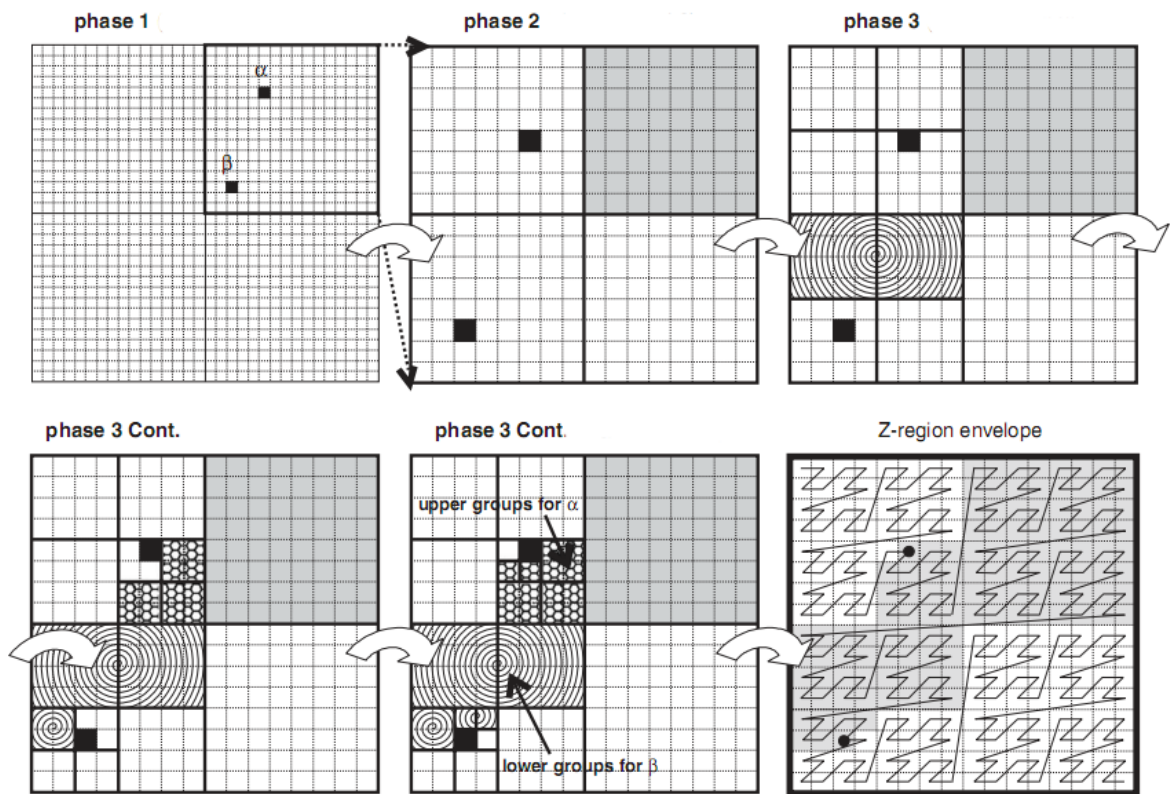 phase 1
phase 2
phase 3
α
β
phase 3 Cont.
phase 3 Cont.
Z-region envelope
upper groups for α
lower groups for β